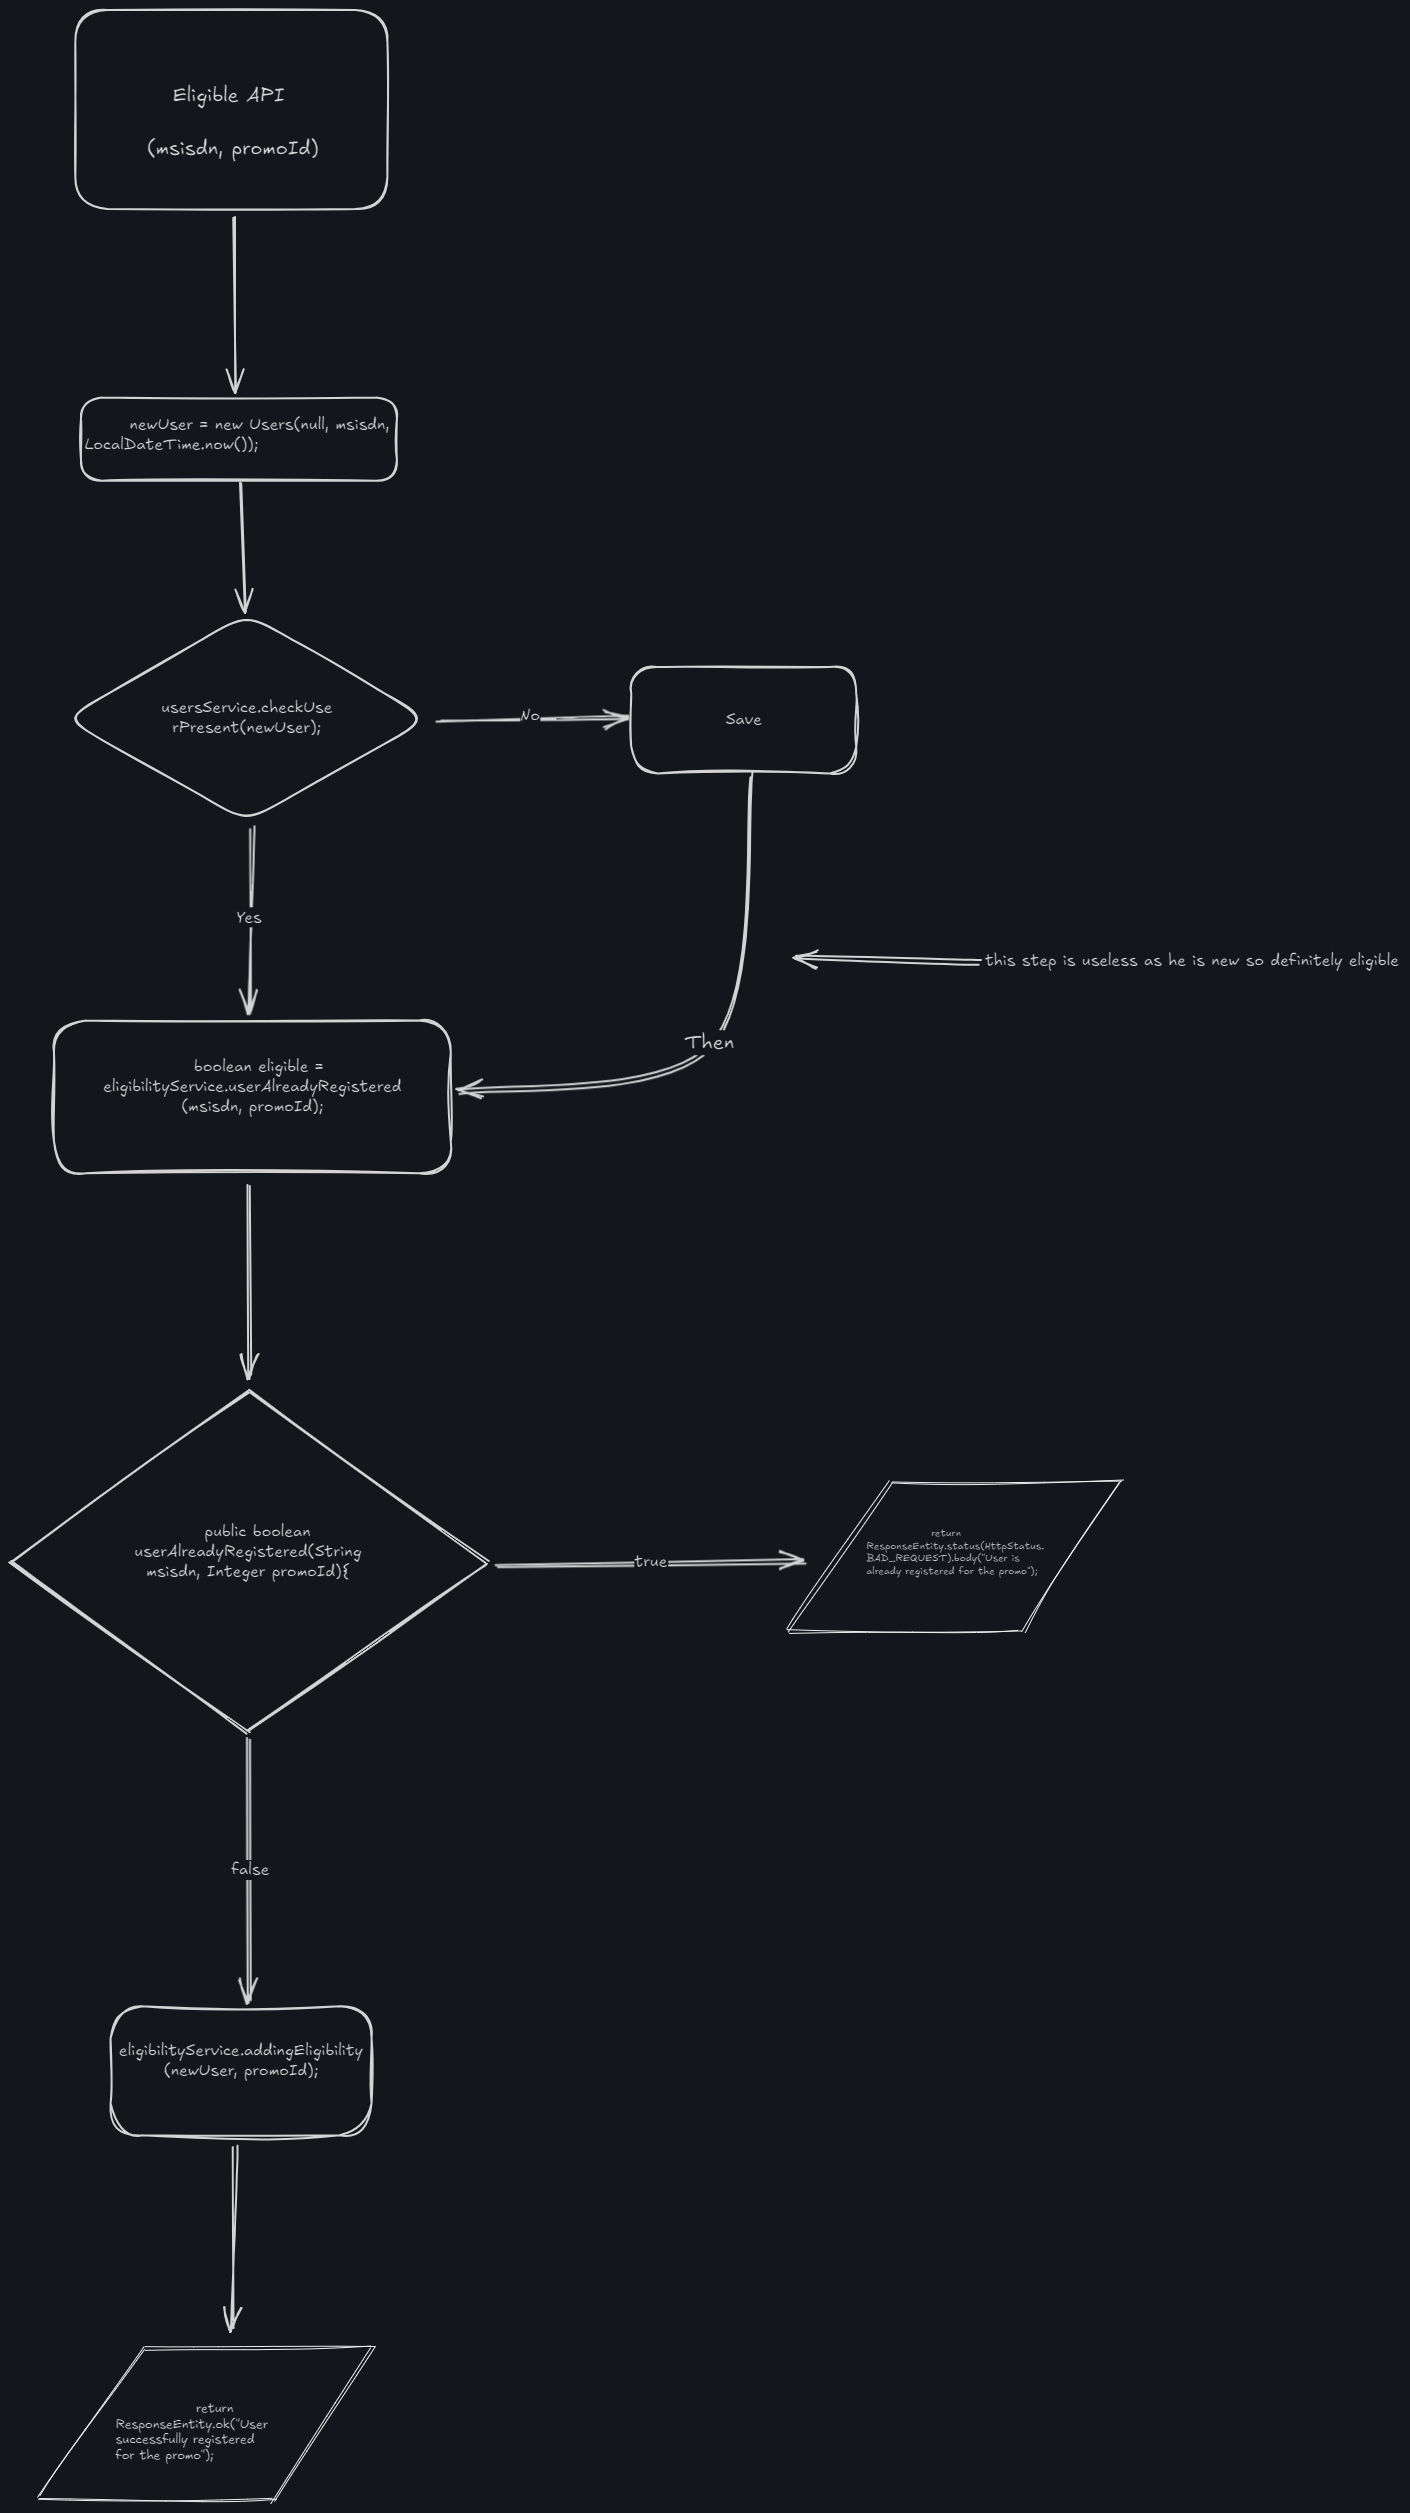 Eligible API
(msisdn, promoId)
newUser = new Users(null, msisdn,
LocalDateTime.now());
usersService.checkUse
rPresent(newUser);
No
Save
Yes
this step is useless as he is new so definitely eligible
Then
boolean eligible =
eligibilityService.userAlreadyRegistered
(msisdn, promoId);
public boolean
userAlreadyRegistered(String
msisdn, Integer promoId){
true
return
ResponseEntity.status(HttpStatus.
BAD_REQUEST).body("User is
already registered for the promo");
false
eligibilityService.addingEligibility
(newUser, promoId);
return
ResponseEntity.ok("User
successfully registered
for the promo");